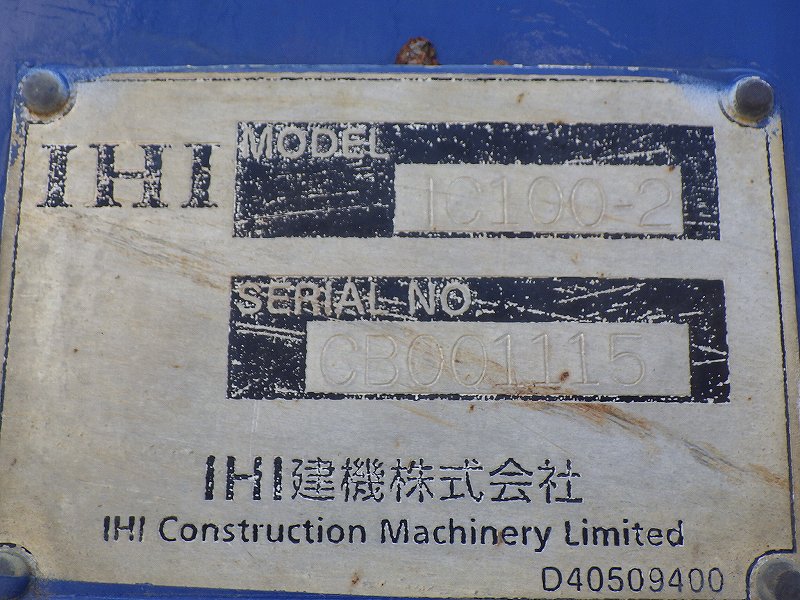 IHI
MODEL
IC100-2
SERIAL NO
CB001115
IHI建機株式会社
IHI Construction Machinery Limited
D40509400